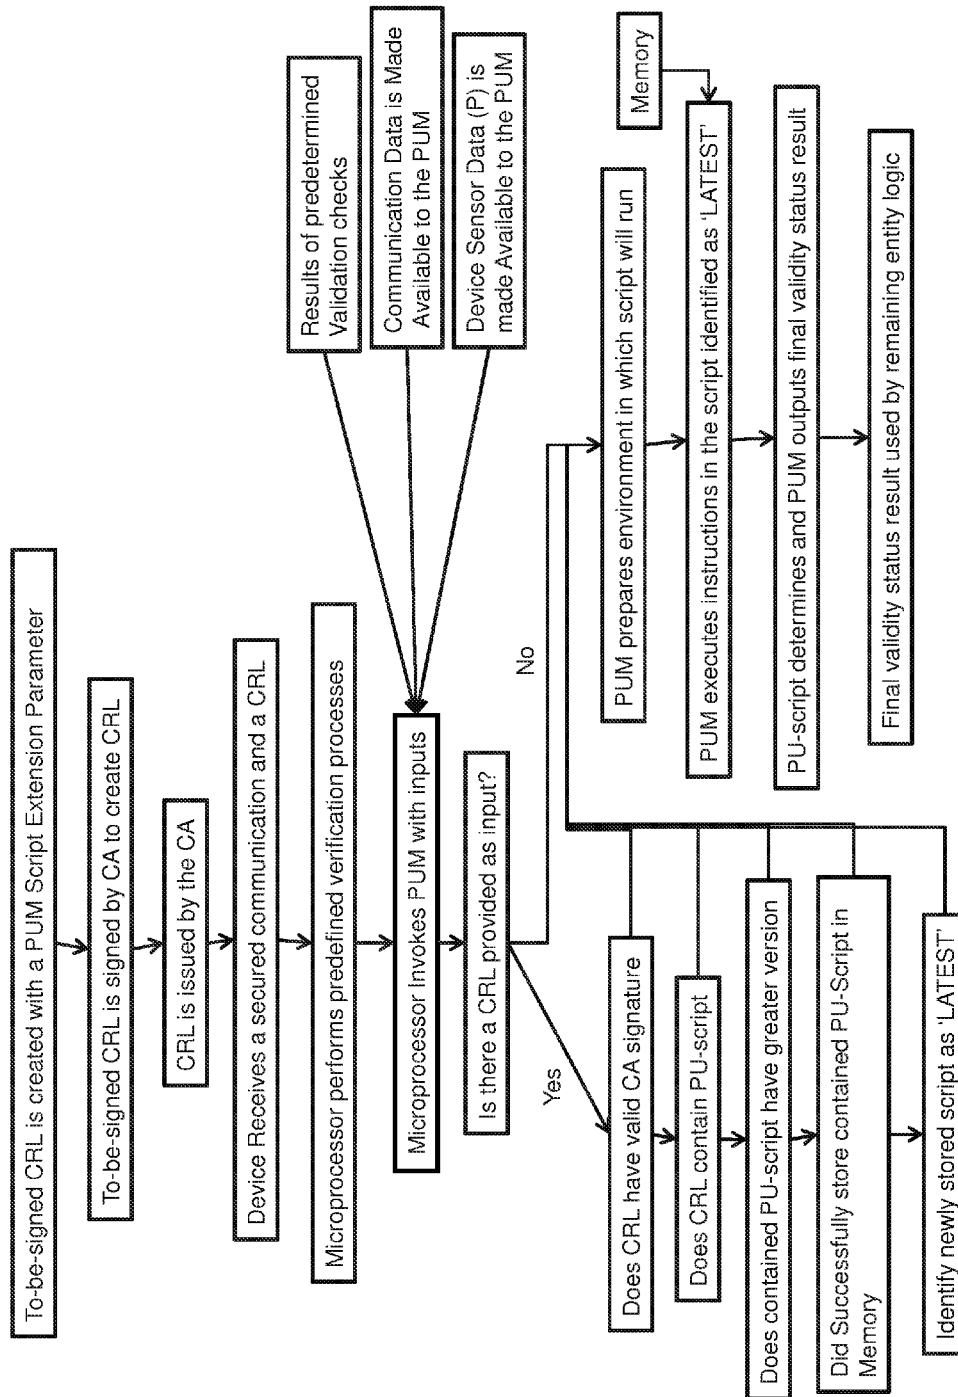 To-be-signed CRL is created with a PUM Script Extension Parameter
To-be-signed CRL is signed by CA to create CRL
CRL is issued by the CA
Device Receives a secured communication and a CRL
Microprocessor performs predefined verification processes
Results of predetermined
Validation checks
Communication Data is Made
Available to the PUM
Device Sensor Data (P) is
made Available to the PUM
Microprocessor Invokes PUM with inputs
Is there a CRL provided as input?
Yes
No
Does CRL have valid CA signature
Does CRL contain PU-script
Does contained PU-script have greater version
Did Successfully store contained PU-Script in
Memory
Identify newly stored script as 'LATEST'
PUM prepares environment in which script will run
Memory
PUM executes instructions in the script identified as 'LATEST'
PU-script determines and PUM outputs final validity status result
Final validity status result used by remaining entity logic